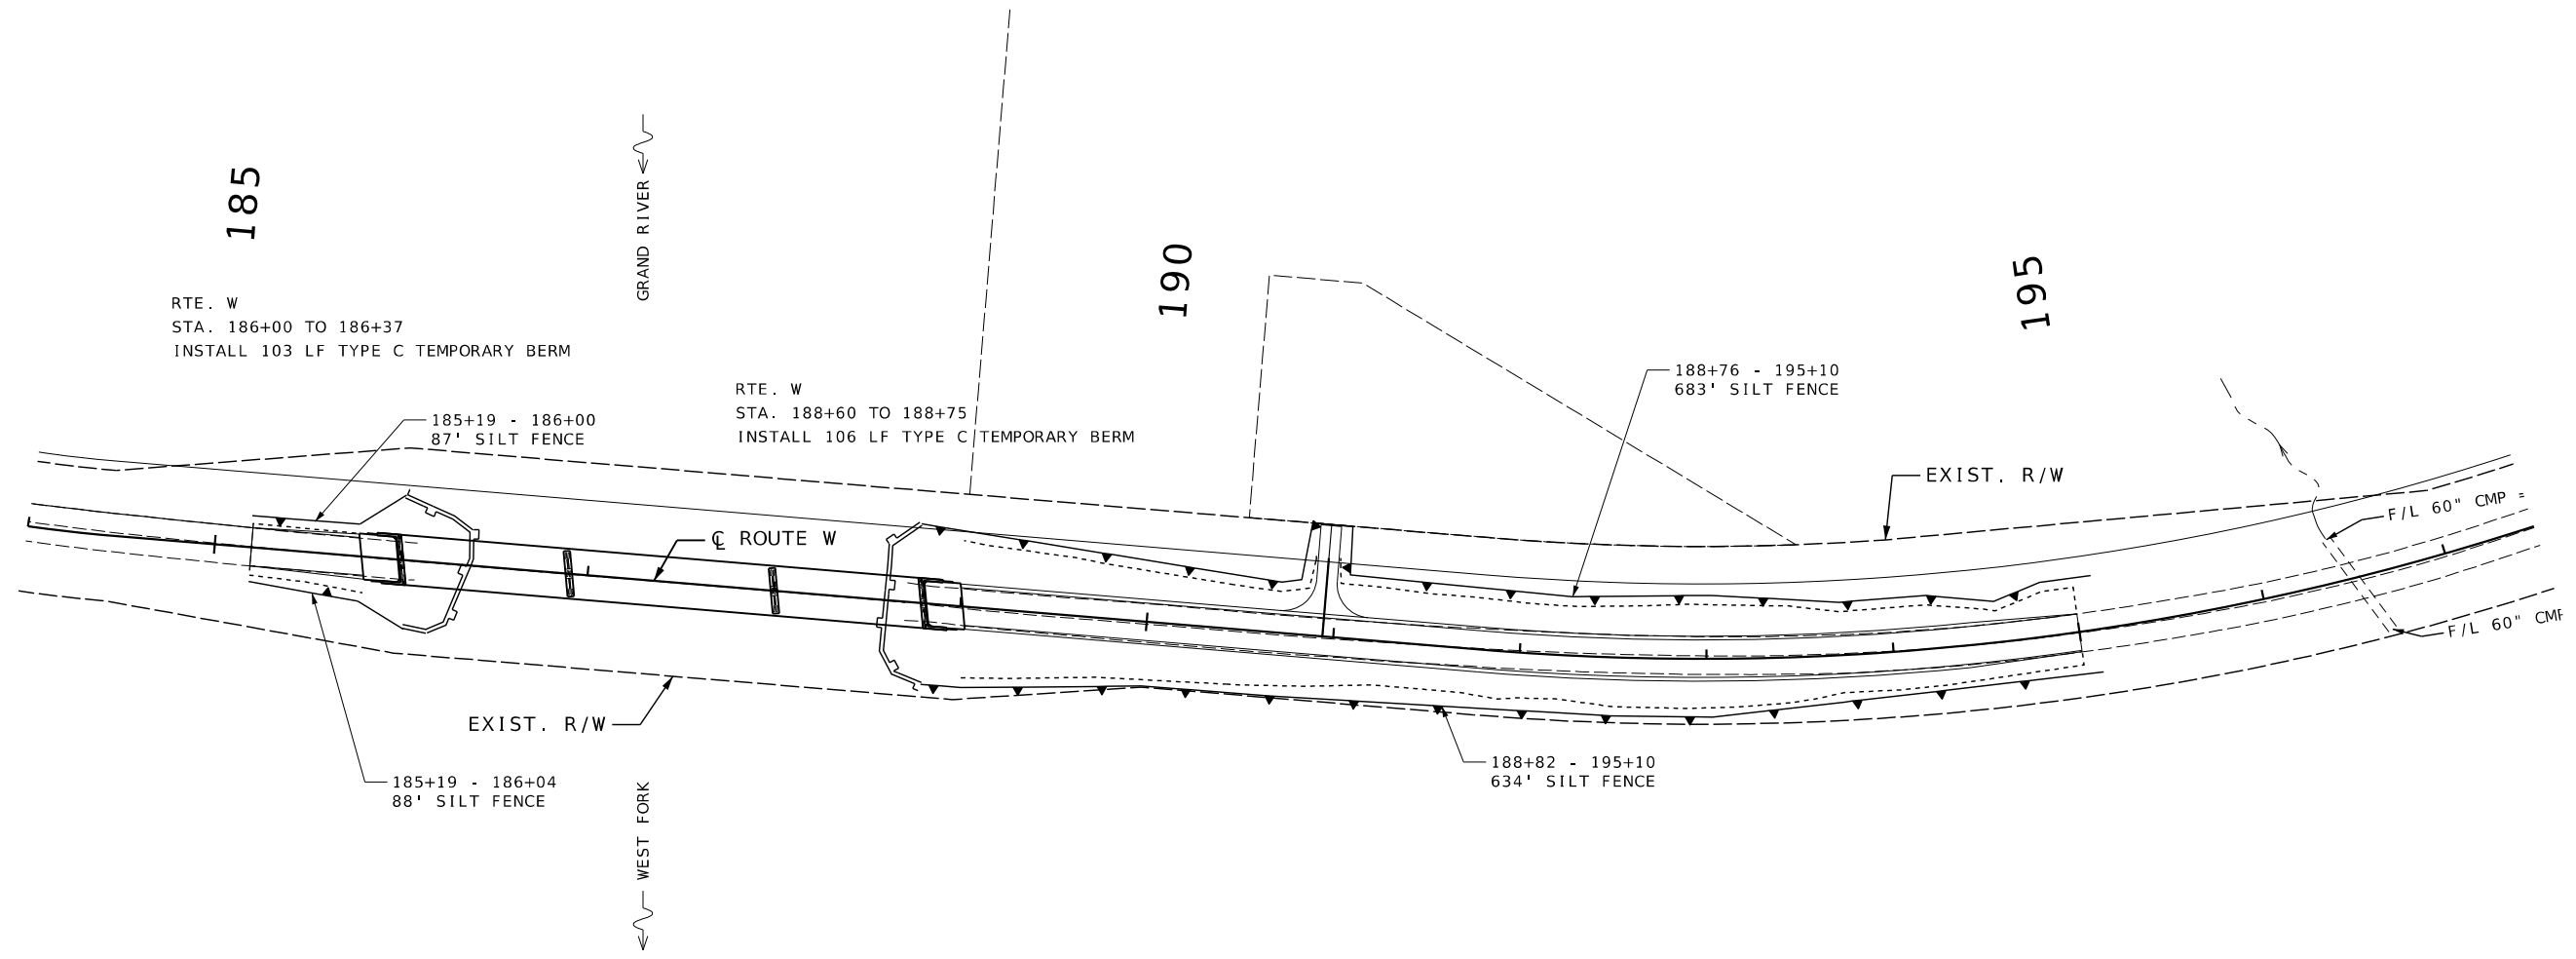 185
GRAND RIVER
190
195
RTE. W
STA. 186+00 TO 186+37
INSTALL 103 LF TYPE C TEMPORARY BERM
RTE. W
STA. 188+60 TO 188+75
INSTALL 106 LF TYPE C TEMPORARY BERM
188+76 - 195+10
683' SILT FENCE
185+19 - 186+00
87' SILT FENCE
EXIST. R/W
F/L 60" CMP =
℄ ROUTE W
F/L 60" CMP
EXIST. R/W
188+82 - 195+10
634' SILT FENCE
185+19 - 186+04
88' SILT FENCE
WEST FORK